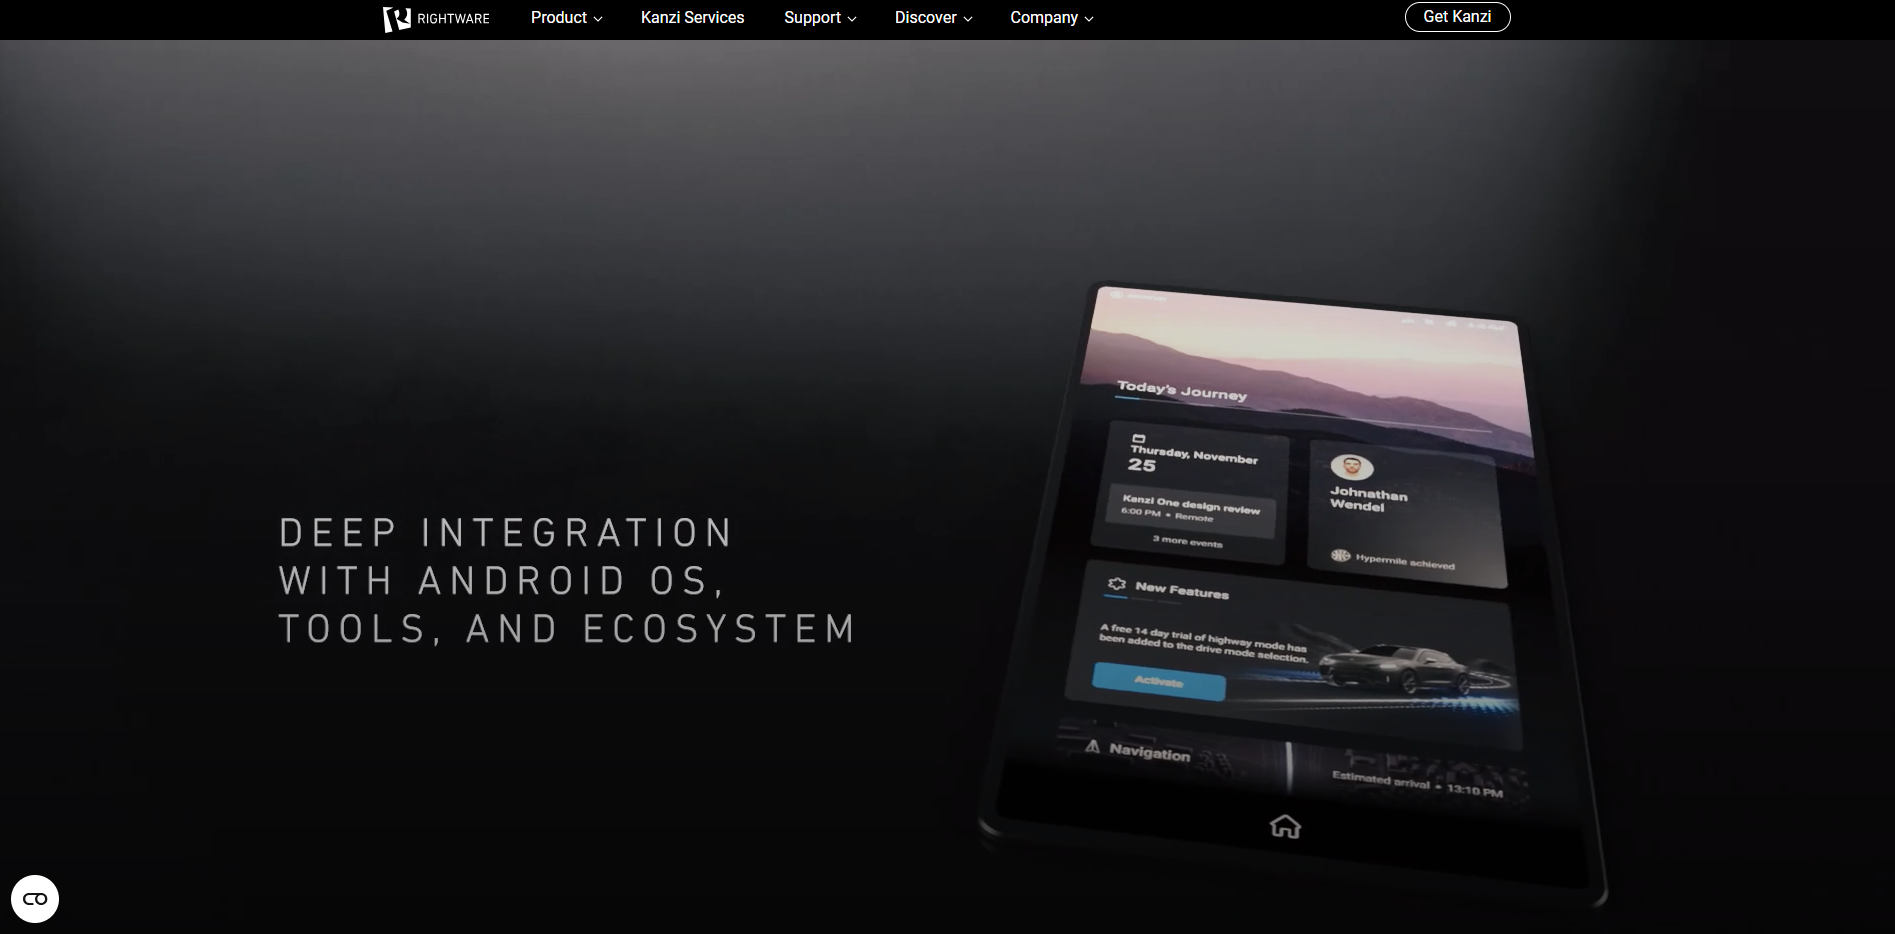 RIGHTWARE
Product
Kanzi Services
Support
Discover
Company
Get Kanzi
DEEP INTEGRATION
WITH ANDROID OS,
TOOLS, AND ECOSYSTEM
Today's Journey
Thursday, November
25
Kanzi One design review
6:00 PM • Remote
3 more events
Johnathan
Wendel
Hypermile achieved
New Features
A free 14 day trial of highway mode has
been added to the drive mode selection.
Activate
Navigation
Estimated arrival • 13:10 PM